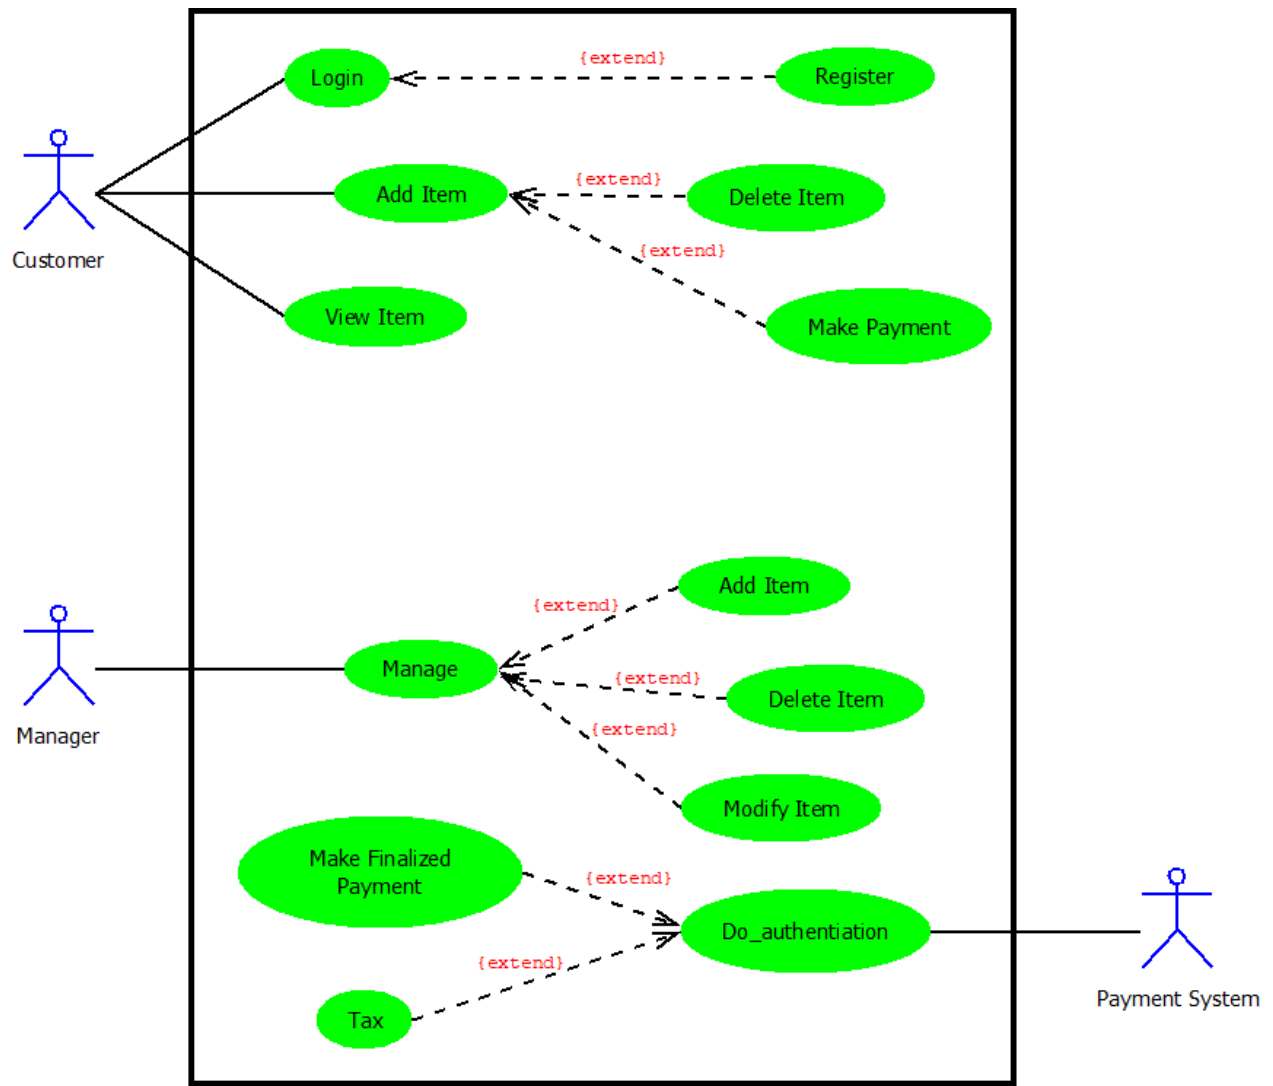 {extend}
Login
Register
Add Item
{extend}
Delete Item
Customer
{extend}
View Item
Make Payment
Add Item
{extend}
Manage
{extend}
Delete Item
Manager
{extend}
Modify Item
Make Finalized
Payment
{extend}
Do_authentiation
{extend}
Payment System
Tax